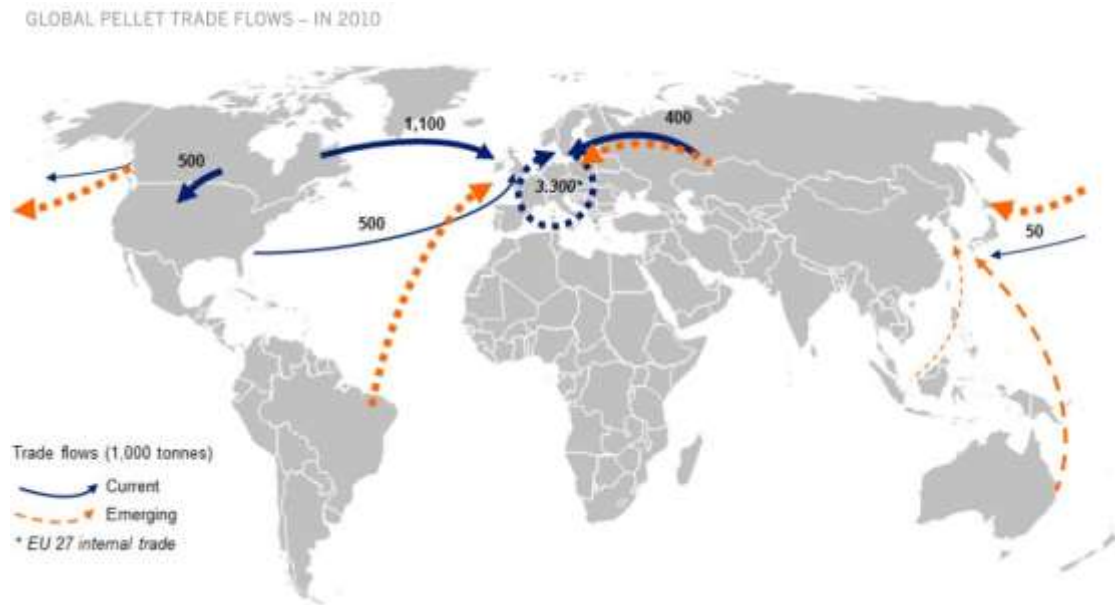 GLOBAL PELLET TRADE FLOWS – IN 2010
1,100
400
500
3.300*
500
50
Trade flows (1,000 tonnes)
Current
Emerging
* EU 27 internal trade